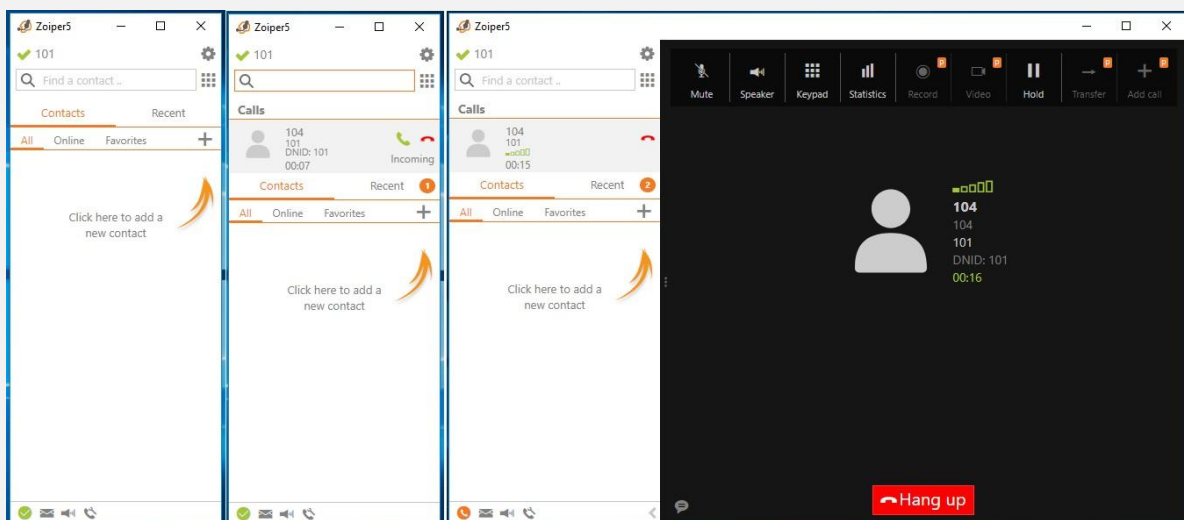 Zoiper5
101
Find a contact ..
Contacts Recent
All Online Favorites
Click here to add a
new contact
Zoiper5
101
Calls
104
101
DNID: 101
00:07
Incoming
Contacts Recent 1
All Online Favorites
Click here to add a
new contact
Zoiper5
101
Find a contact ..
Calls
104
101
00:15
Contacts Recent 2
All Online Favorites
Click here to add a
new contact
P P P P
Mute Speaker Keypad Statistics Record Video Hold Transfer Add call
104
104
101
DNID: 101
00:16
Hang up